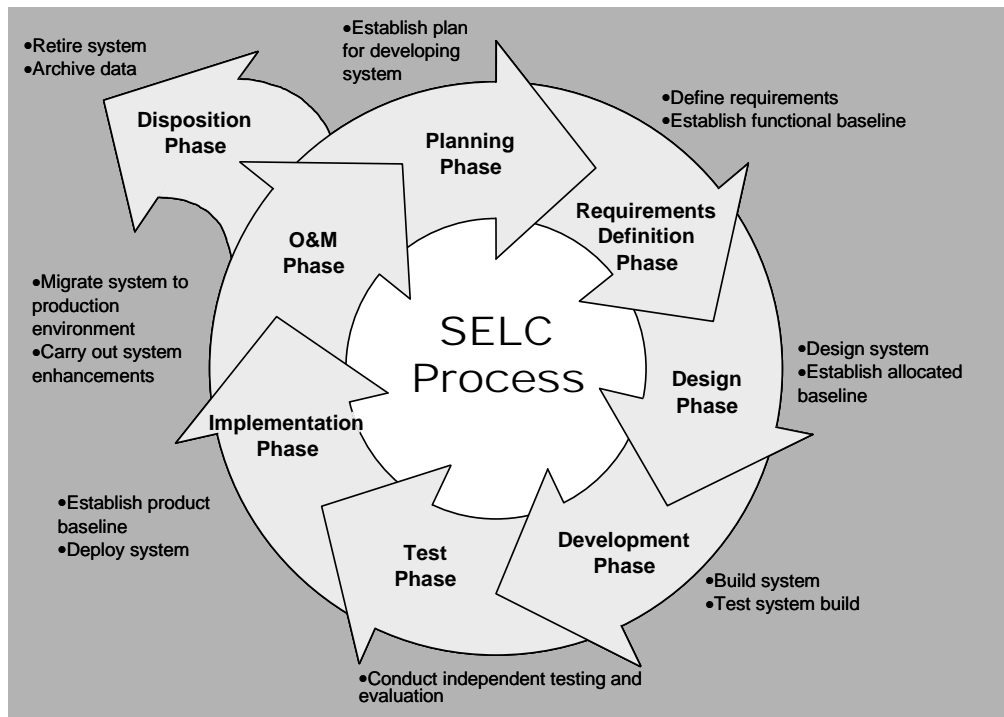 •Retire system
•Archive data
Disposition
Phase
•Establish plan
for developing
system
Planning
Phase
•Define requirements
•Establish functional baseline
Requirements
Definition
Phase
•Design system
•Establish allocated
baseline
Design
Phase
•Build system
•Test system build
Development
Phase
•Conduct independent testing and
evaluation
Test
Phase
•Establish product
baseline
•Deploy system
Implementation
Phase
•Migrate system to
production
environment
•Carry out system
enhancements
O&M
Phase
SELC
Process